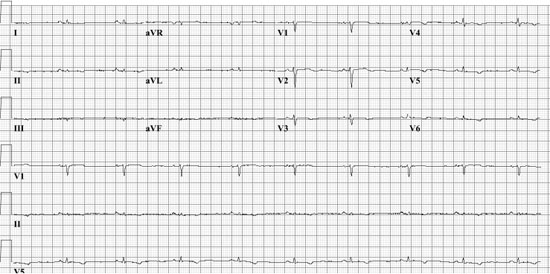 I aVR V1 V4
II aVL V2 V5
III aVF V3 V6
V1
II
V5